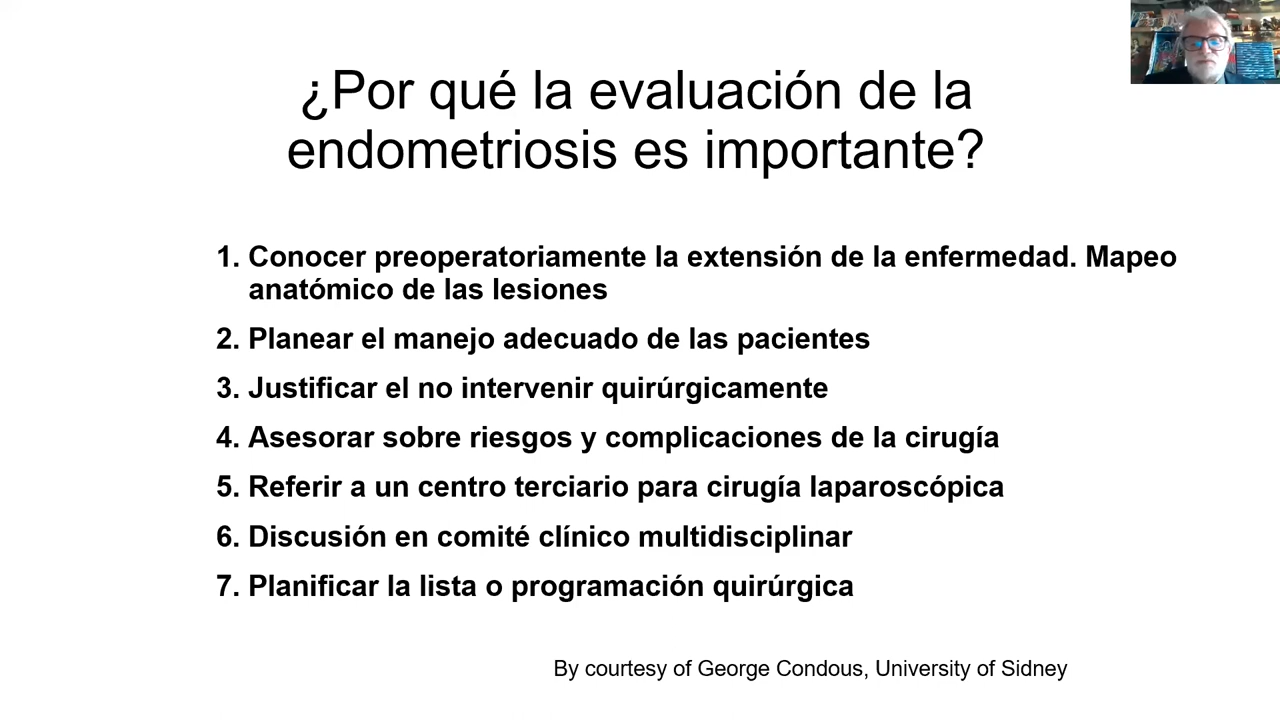 ¿Por qué la evaluación de la
endometriosis es importante?
1. Conocer preoperatoriamente la extensión de la enfermedad. Mapeo
anatómico de las lesiones
2. Planear el manejo adecuado de las pacientes
3. Justificar el no intervenir quirúrgicamente
4. Asesorar sobre riesgos y complicaciones de la cirugía
5. Referir a un centro terciario para cirugía laparoscópica
6. Discusión en comité clínico multidisciplinar
7. Planificar la lista o programación quirúrgica
By courtesy of George Condous, University of Sidney